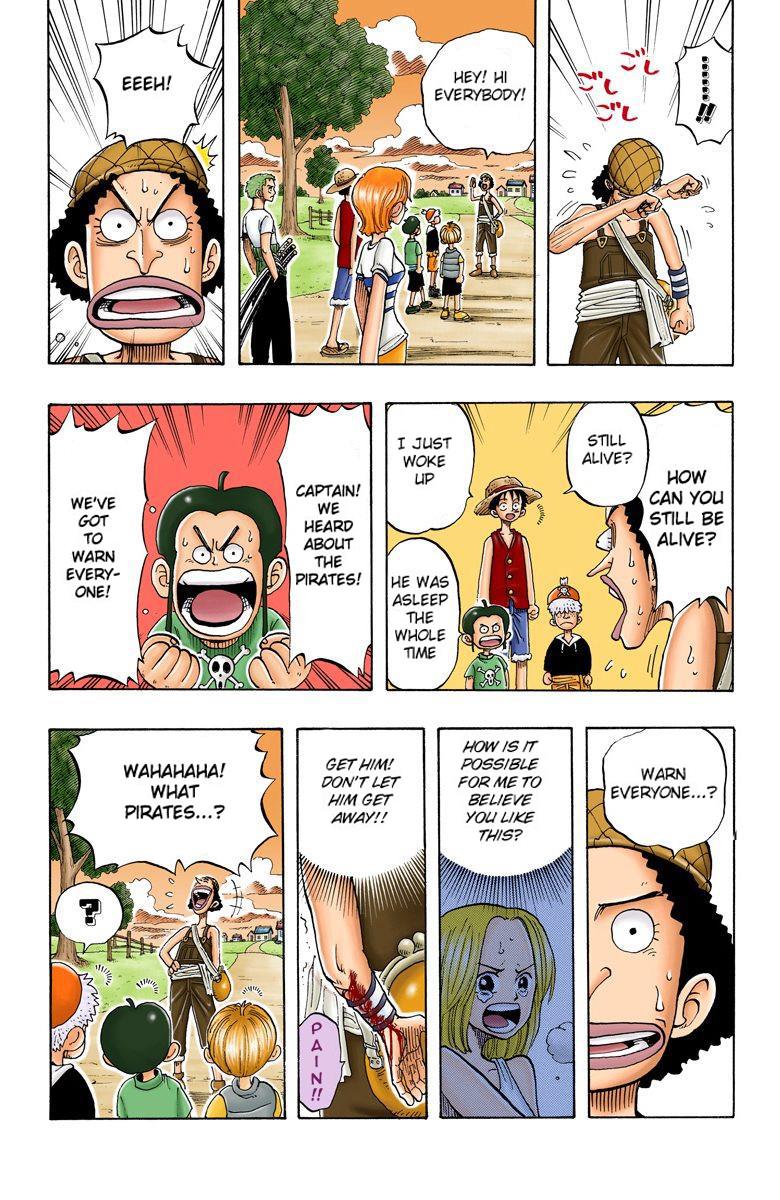 !!
ごし
ごし
ごし
HEY! HI
EVERYBODY!
EEEH!
HOW
CAN YOU
STILL BE
ALIVE?
STILL
ALIVE?
I JUST
WOKE
UP
HE WAS
ASLEEP
THE WHOLE
TIME
CAPTAIN!
WE
HEARD
ABOUT
THE
PIRATES!
WE'VE
GOT
TO
WARN
EVERY-
ONE!
WARN
EVERYONE...?
HOW IS IT
POSSIBLE
FOR ME TO
BELIEVE
YOU LIKE
THIS?
GET HIM!
DON'T LET
HIM GET
AWAY!!
PAIN!!
WAHAHAHA!
WHAT
PIRATES...?
?